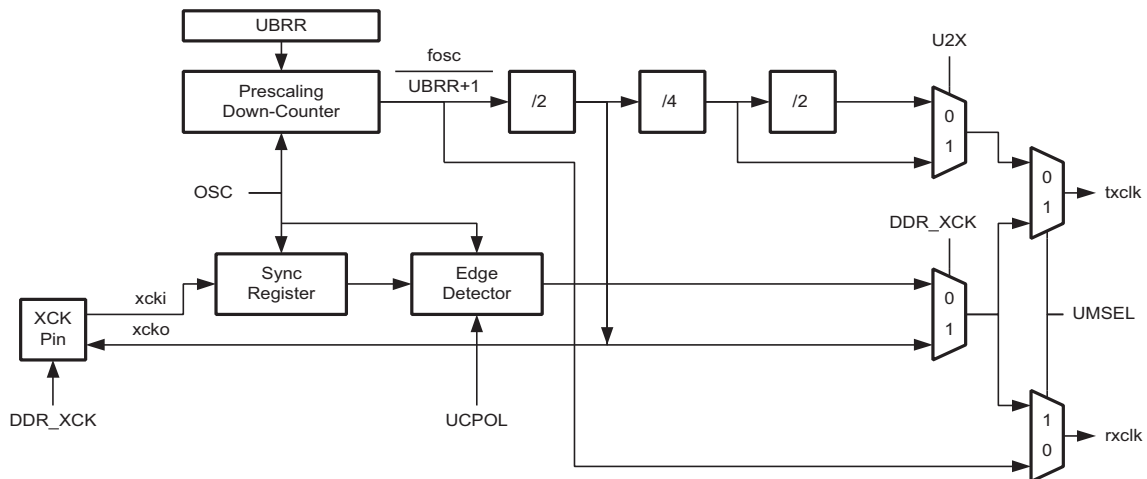 UBRR
U2X
fosc
UBRR+1
Prescaling
Down-Counter
/2
/4
/2
0
1
OSC
0
1
txclk
DDR_XCK
Sync
Register
Edge
Detector
xcki
XCK
Pin
xcko
0
1
UMSEL
DDR_XCK
UCPOL
1
0
rxclk